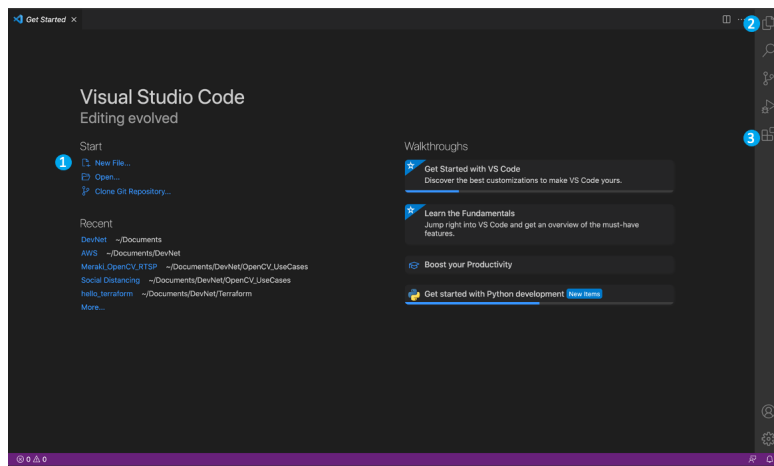 Get Started
2
Visual Studio Code
Editing evolved
Start
1
New File...
Open...
Clone Git Repository...
Recent
DevNet ~/Documents
AWS ~/Documents/DevNet
Meraki_OpenCV_RTSP ~/Documents/DevNet/OpenCV_UseCases
Social Distancing ~/Documents/DevNet/OpenCV_UseCases
hello_terraform ~/Documents/DevNet/Terraform
More...
Walkthroughs
Get Started with VS Code
Discover the best customizations to make VS Code yours.
Learn the Fundamentals
Jump right into VS Code and get an overview of the must-have
features.
Boost your Productivity
Get started with Python development New Items
3
0 0